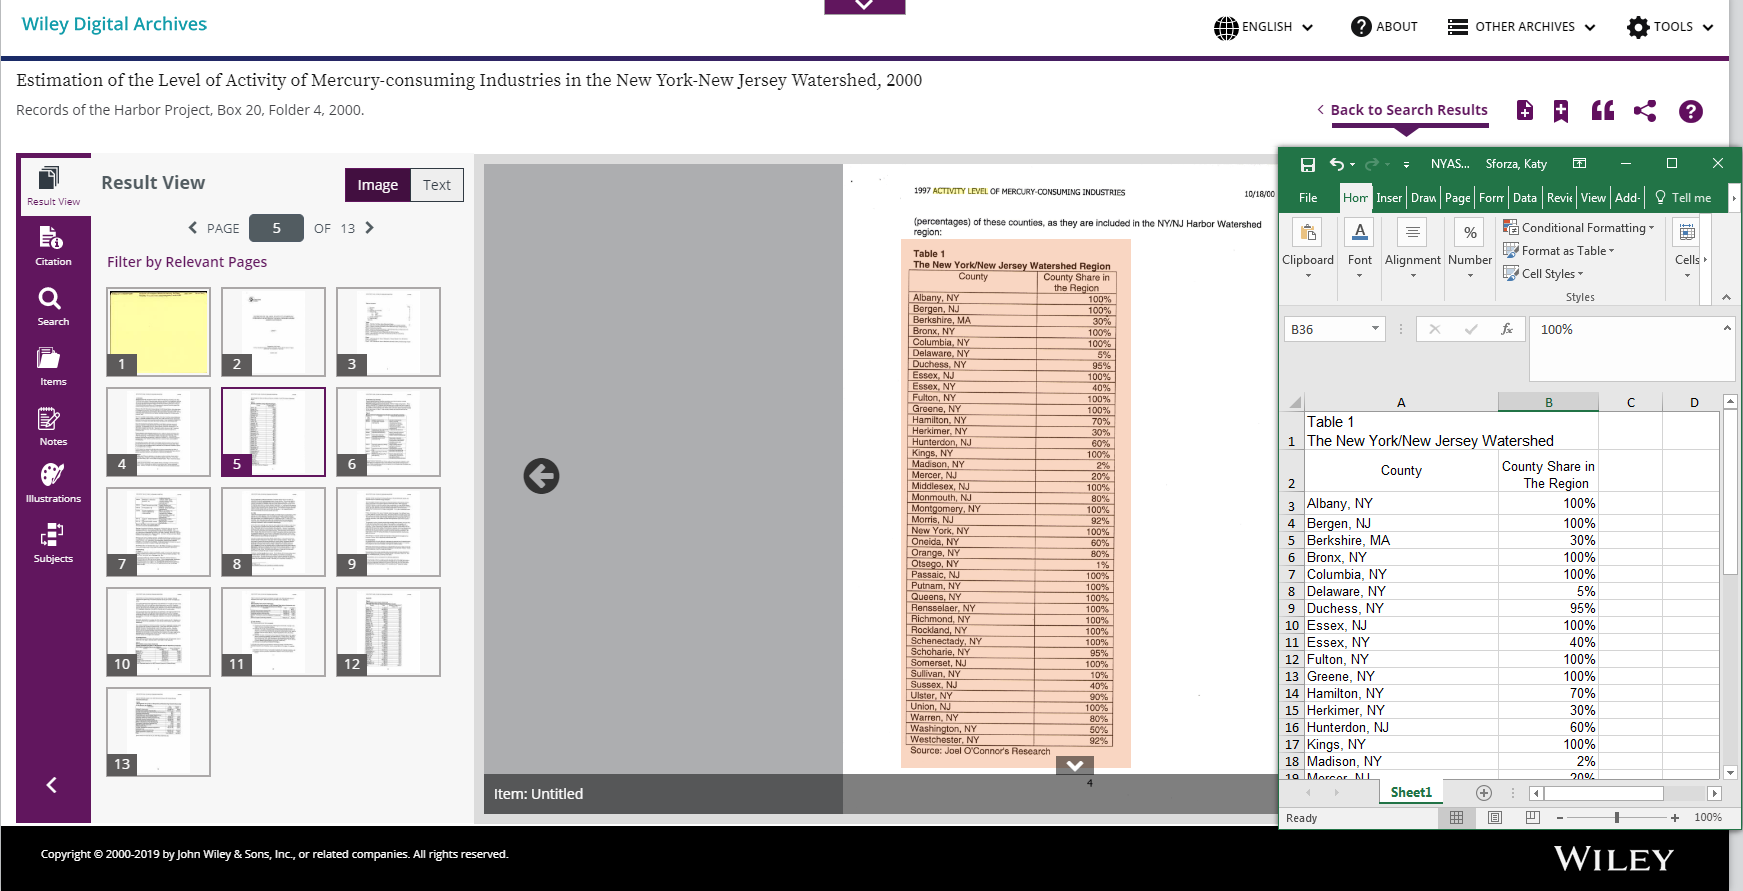 Wiley Digital Archives
ENGLISH
ABOUT
OTHER ARCHIVES
TOOLS
Estimation of the Level of Activity of Mercury-consuming Industries in the New York-New Jersey Watershed, 2000
Records of the Harbor Project, Box 20, Folder 4, 2000.
< Back to Search Results
Result View
Citation
Search
Items
Notes
Illustrations
Subjects
Result View
Image Text
PAGE 5 OF 13
Filter by Relevant Pages
1 2 3
4 5 6
7 8 9
10 11 12
13
1997 ACTIVITY LEVEL OF MERCURY-CONSUMING INDUSTRIES 10/18/00
(percentages) of these counties, as they are included in the NY/NJ Harbor Watershed
region:
Table 1
The New York/New Jersey Watershed Region
County County Share in
the Region
Albany, NY 100%
Bergen, NJ 100%
Berkshire, MA 30%
Bronx, NY 100%
Columbia, NY 100%
Delaware, NY 5%
Duchess, NY 95%
Essex, NJ 100%
Essex, NY 40%
Fulton, NY 100%
Greene, NY 100%
Hamilton, NY 70%
Herkimer, NY 30%
Hunterdon, NJ 60%
Kings, NY 100%
Madison, NY 2%
Mercer, NJ 20%
Middlesex, NJ 100%
Monmouth, NJ 80%
Montgomery, NY 100%
Morris, NJ 92%
New York, NY 100%
Oneida, NY 60%
Orange, NY 80%
Otsego, NY 1%
Passaic, NJ 100%
Putnam, NY 100%
Queens, NY 100%
Rensselaer, NY 100%
Richmond, NY 100%
Rockland, NY 100%
Schenectady, NY 100%
Schoharie, NY 95%
Somerset, NJ 100%
Sullivan, NY 10%
Sussex, NJ 40%
Ulster, NY 90%
Union, NJ 100%
Warren, NY 80%
Washington, NY 50%
Westchester, NY 92%
Source: Joel O'Connor's Research
4
Item: Untitled
NYAS... Sforza, Katy
File Hom Inser Draw Page Form Data Revie View Add- Tell me
Clipboard
Font
Alignment
%
Number
Conditional Formatting
Format as Table
Cell Styles
Styles
Cells
B36 fx 100%
A B C D
Table 1
1 The New York/New Jersey Watershed
County County Share in
2 The Region
3 Albany, NY 100%
4 Bergen, NJ 100%
5 Berkshire, MA 30%
6 Bronx, NY 100%
7 Columbia, NY 100%
8 Delaware, NY 5%
9 Duchess, NY 95%
10 Essex, NJ 100%
11 Essex, NY 40%
12 Fulton, NY 100%
13 Greene, NY 100%
14 Hamilton, NY 70%
15 Herkimer, NY 30%
16 Hunterdon, NJ 60%
17 Kings, NY 100%
18 Madison, NY 2%
19 Mercer, NJ 20%
Sheet1
Ready 100%
Copyright © 2000-2019 by John Wiley & Sons, Inc., or related companies. All rights reserved.
WILEY